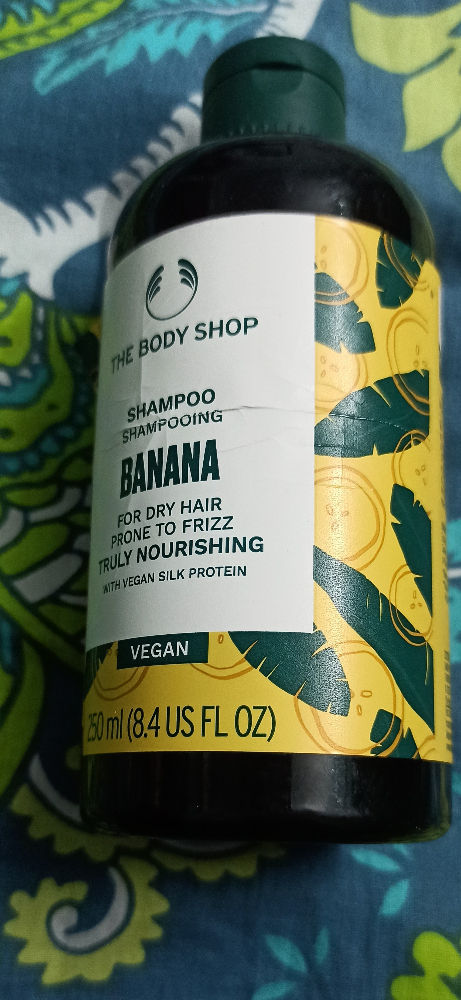 THE BODY SHOP
SHAMPOO
SHAMPOOING
BANANA
FOR DRY HAIR
PRONE TO FRIZZ
TRULY NOURISHING
WITH VEGAN SILK PROTEIN
VEGAN
250 ml (8.4 US FL OZ)